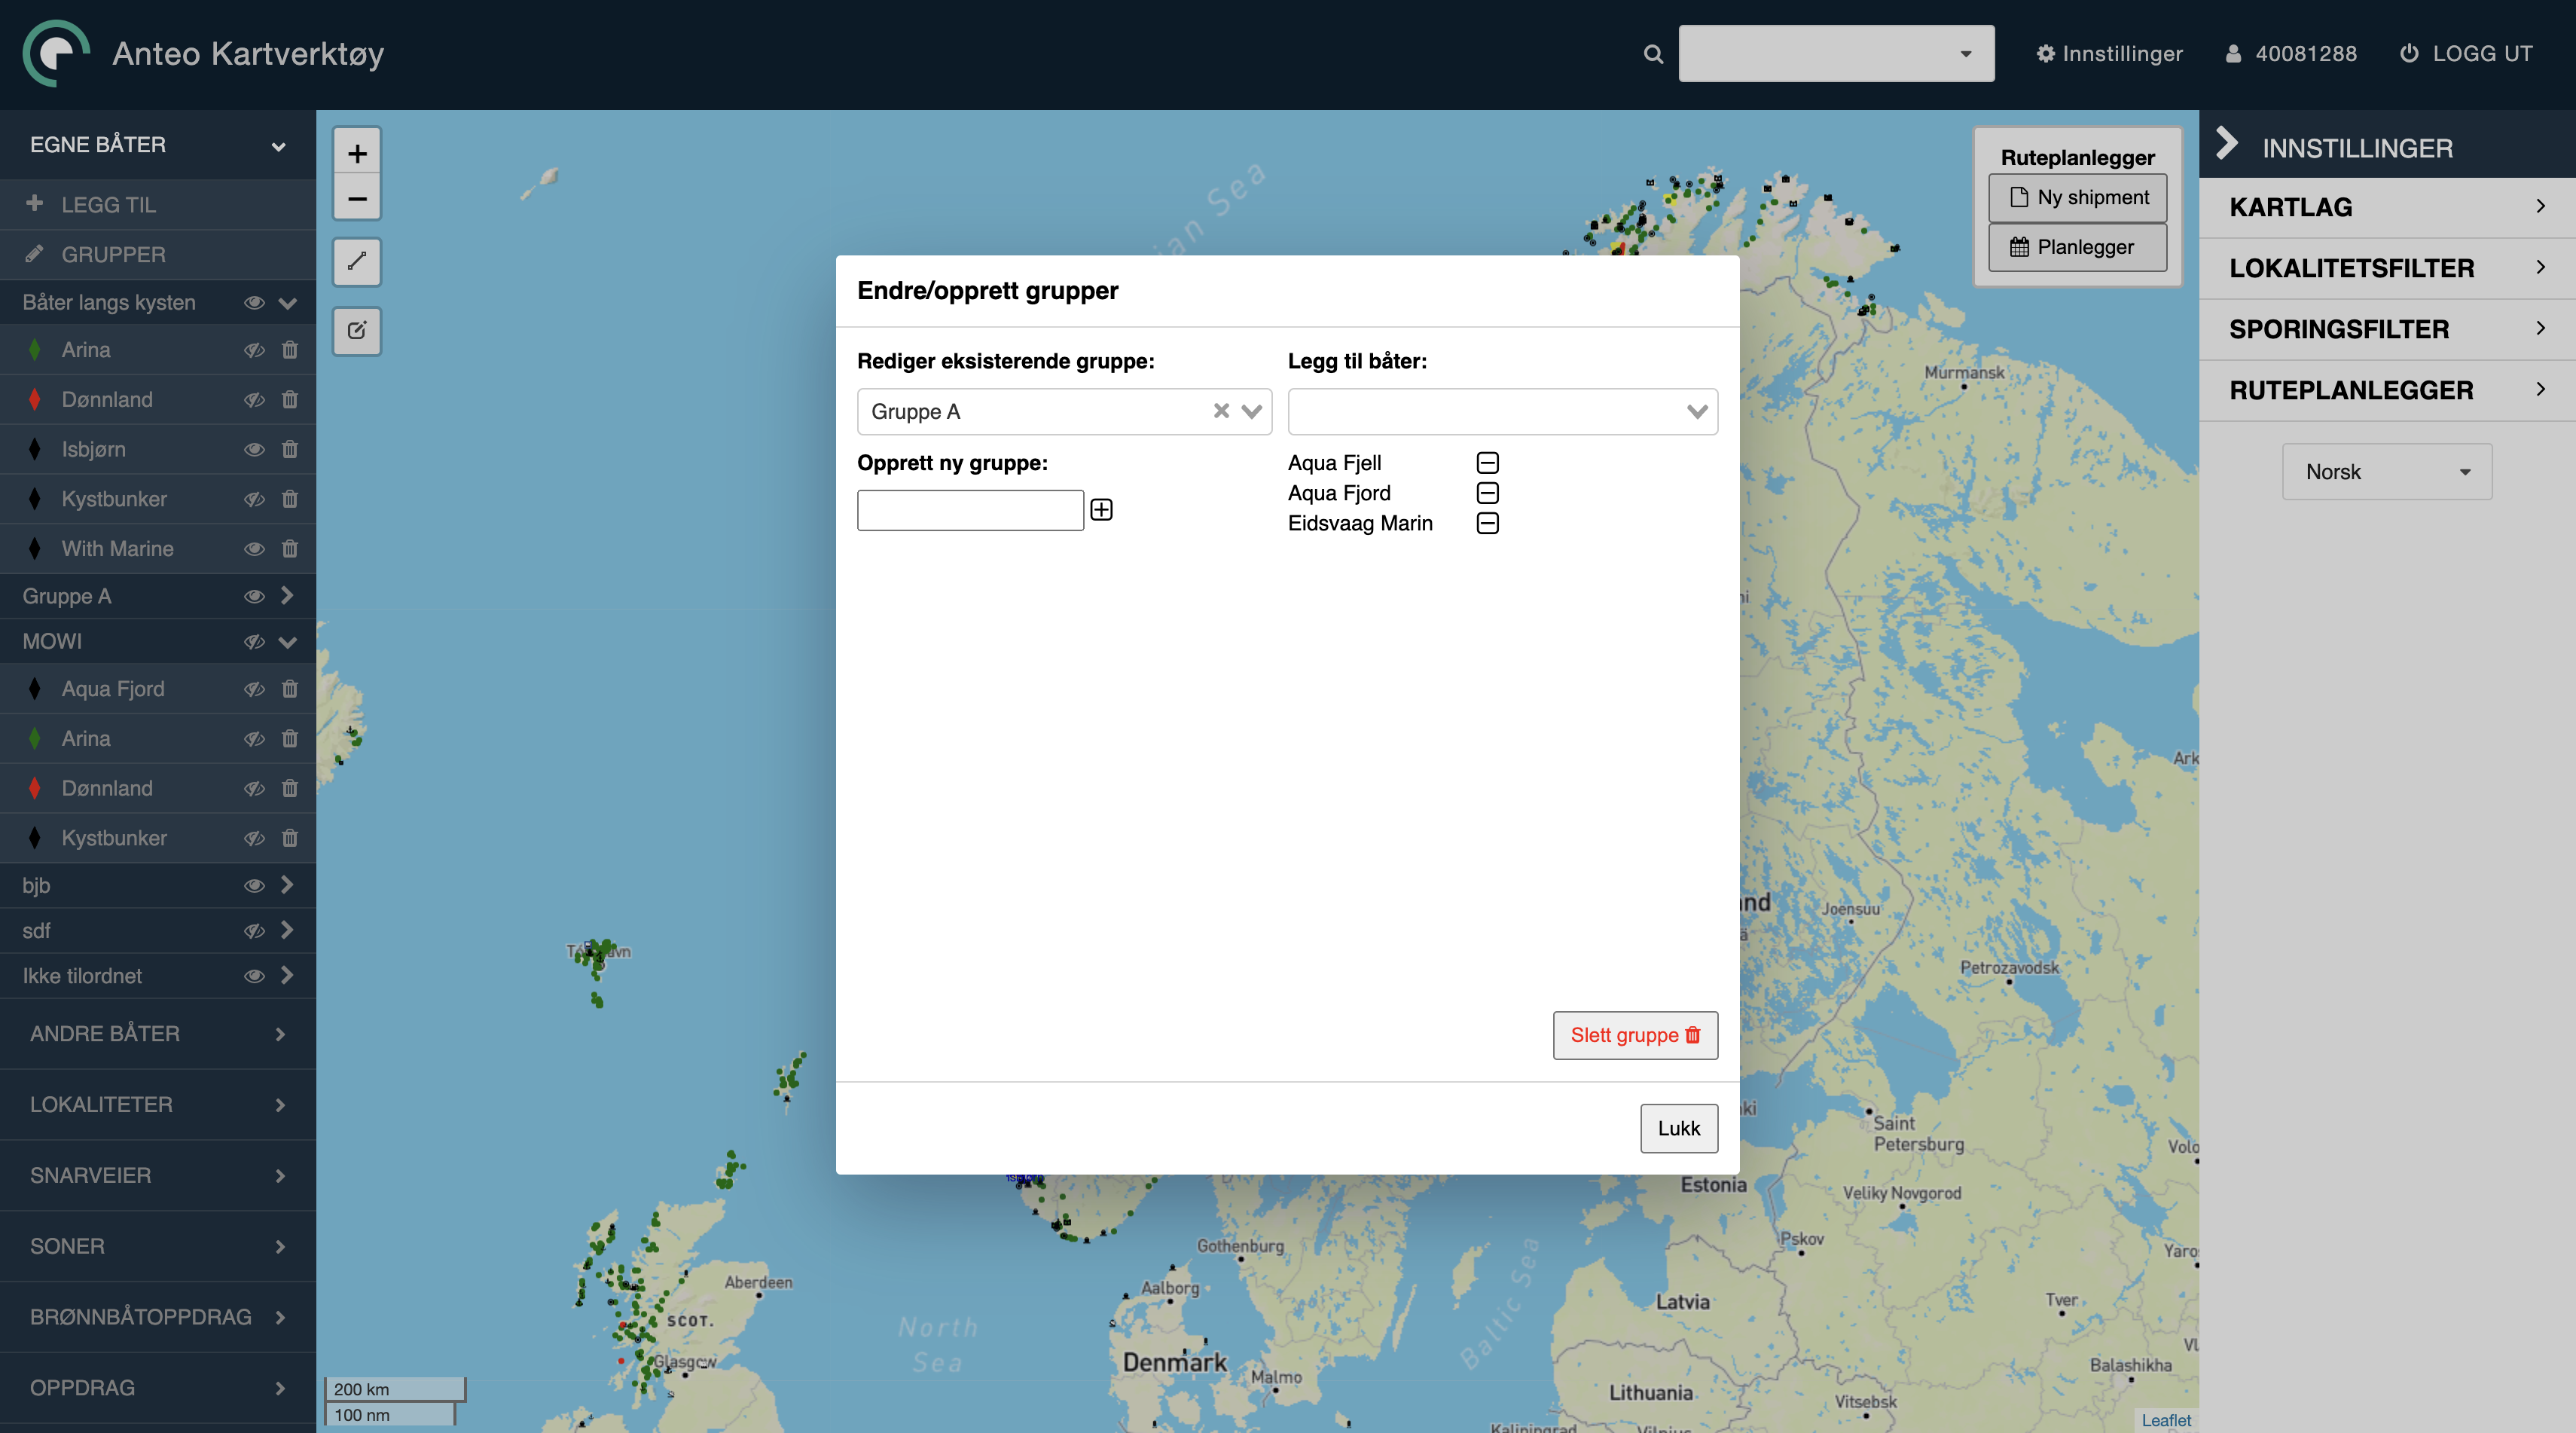 Anteo Kartverktøy
Innstillinger
40081288
LOGG UT
EGNE BÅTER
LEGG TIL
GRUPPER
Båter langs kysten
Arina
Dønnland
Isbjørn
Kystbunker
With Marine
Gruppe A
MOWI
Aqua Fjord
Arina
Dønnland
Kystbunker
bjb
sdf
Ikke tilordnet
ANDRE BÅTER
LOKALITETER
SNARVEIER
SONER
BRØNNBÅTOPPDRAG
OPPDRAG
Ruteplanlegger
Ny shipment
Planlegger
Endre/opprett grupper
Rediger eksisterende gruppe:
Gruppe A
Opprett ny gruppe:
Legg til båter:
Aqua Fjell
Aqua Fjord
Eidsvaag Marin
Slett gruppe
Lukk
INNSTILLINGER
KARTLAG
LOKALITETSFILTER
SPORINGSFILTER
RUTEPLANLEGGER
Norsk
Sea
Murmansk
Joensuu
Petrozavodsk
Saint
Petersburg
Estonia
Veliky Novgorod
Pskov
Gothenburg
Aalborg
Aberdeen
SCOT.
Glasgow
North
Sea
Denmark
Malmo
Baltic Sea
Latvia
Lithuania
Tver
Balashikha
Vitsebsk
200 km
100 nm
Leaflet